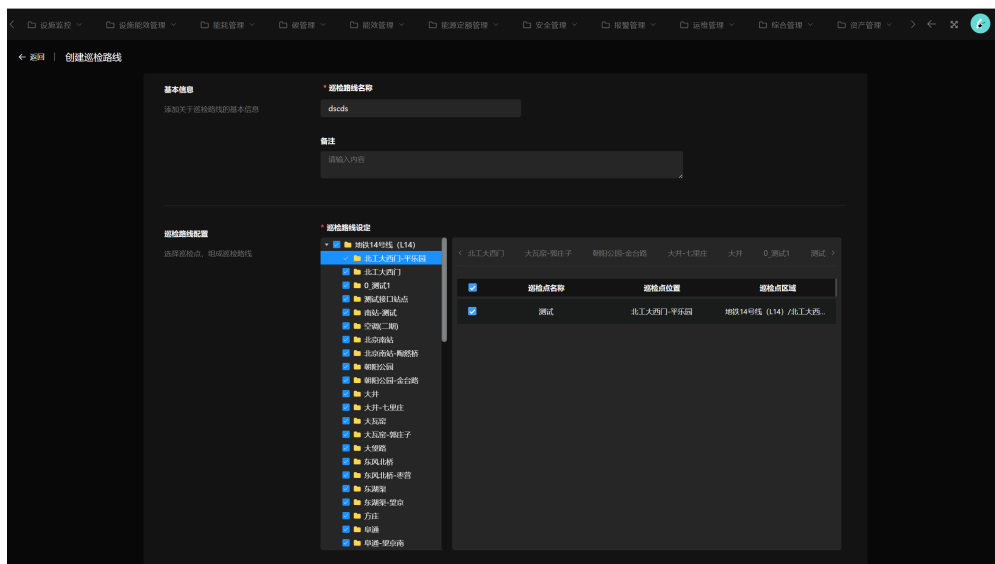 设施监控 设施能效管理 能耗管理 碳管理 能效管理 能源定额管理 安全管理 报警管理 运维管理 综合管理 资产管理
返回 | 创建巡检路线
基本信息
添加关于巡检路线的基本信息
* 巡检路线名称
dscds
备注
请输入内容
巡检路线配置
选择巡检点，组成巡检路线
* 巡检路线设定
地铁14号线 (L14)
北工大西门-平乐园
北工大西门
0_测试1
测试接口站点
南站-测试
空调(二期)
北京南站
北京南站-陶然桥
朝阳公园
朝阳公园-金台路
大井
大井-七里庄
大瓦窑
大瓦窑-郭庄子
大望路
东风北桥
东风北桥-枣营
东湖渠
东湖渠-望京
方庄
阜通
阜通-望京南
北工大西门 大瓦窑-郭庄子 朝阳公园-金台路 大井-七里庄 大井 0_测试1 测试
巡检点名称 巡检点位置 巡检点区域
测试 北工大西门-平乐园 地铁14号线 (L14) /北工大西...